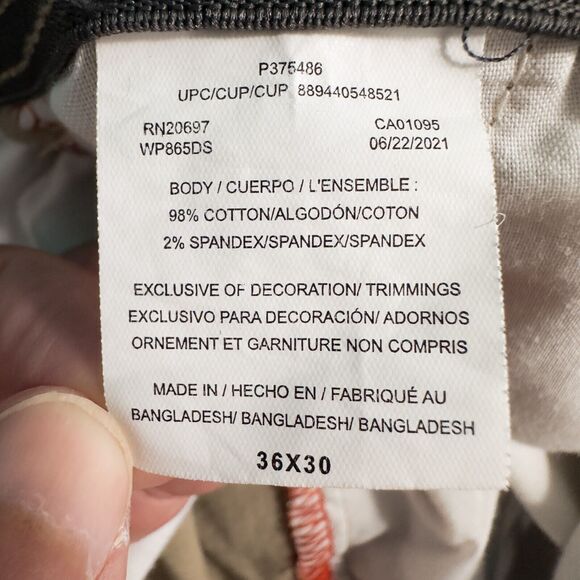 P375486
UPC/CUP/CUP 889440548521
RN20697 CA01095
WP865DS 06/22/2021
BODY / CUERPO / L'ENSEMBLE :
98% COTTON/ALGODÓN/COTON
2% SPANDEX/SPANDEX/SPANDEX
EXCLUSIVE OF DECORATION/ TRIMMINGS
EXCLUSIVO PARA DECORACIÓN/ ADORNOS
ORNEMENT ET GARNITURE NON COMPRIS
MADE IN / HECHO EN / FABRIQUÉ AU
BANGLADESH/ BANGLADESH/ BANGLADESH
36X30